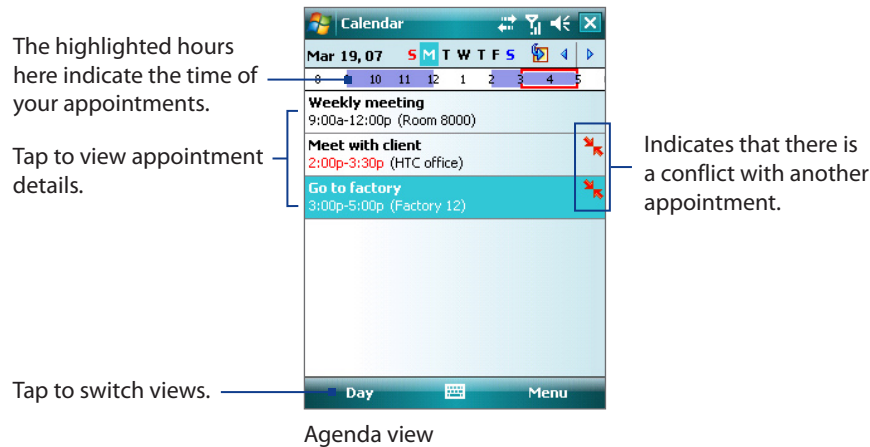 Calendar
Mar 19, 07 S M T W T F S
8 10 11 12 1 2 3 4 5
Weekly meeting
9:00a-12:00p (Room 8000)
Meet with client
2:00p-3:30p (HTC office)
Go to factory
3:00p-5:00p (Factory 12)
Day
Menu
The highlighted hours
here indicate the time of
your appointments.
Tap to view appointment
details.
Tap to switch views.
Indicates that there is
a conflict with another
appointment.
Agenda view